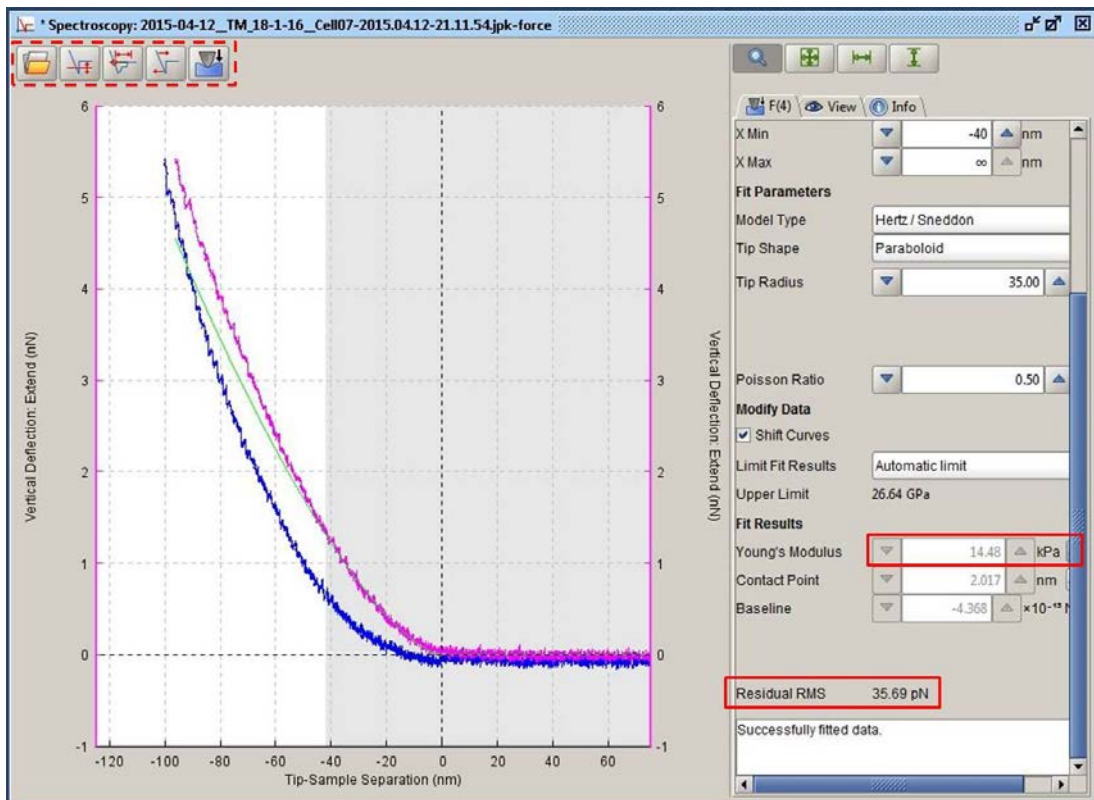 * Spectroscopy: 2015-04-12__TM_18-1-16__Cell07-2015.04.12-21.11.54.jpk-force
F(4) View Info
X Min -40 nm
X Max ∞ nm
Fit Parameters
Model Type Hertz / Sneddon
Tip Shape Paraboloid
Tip Radius 35.00
Poisson Ratio 0.50
Modify Data
Shift Curves
Limit Fit Results Automatic limit
Upper Limit 26.64 GPa
Fit Results
Young's Modulus 14.48 kPa
Contact Point 2.017 nm
Baseline -4.368 ×10⁻¹³ N
Residual RMS 35.69 pN
Successfully fitted data.
Vertical Deflection: Extend (nN)
6
5
4
3
2
1
0
-1
6
5
4
3
2
1
0
-1
Vertical Deflection: Extend (nN)
-120 -100 -80 -60 -40 -20 0 20 40 60
Tip-Sample Separation (nm)